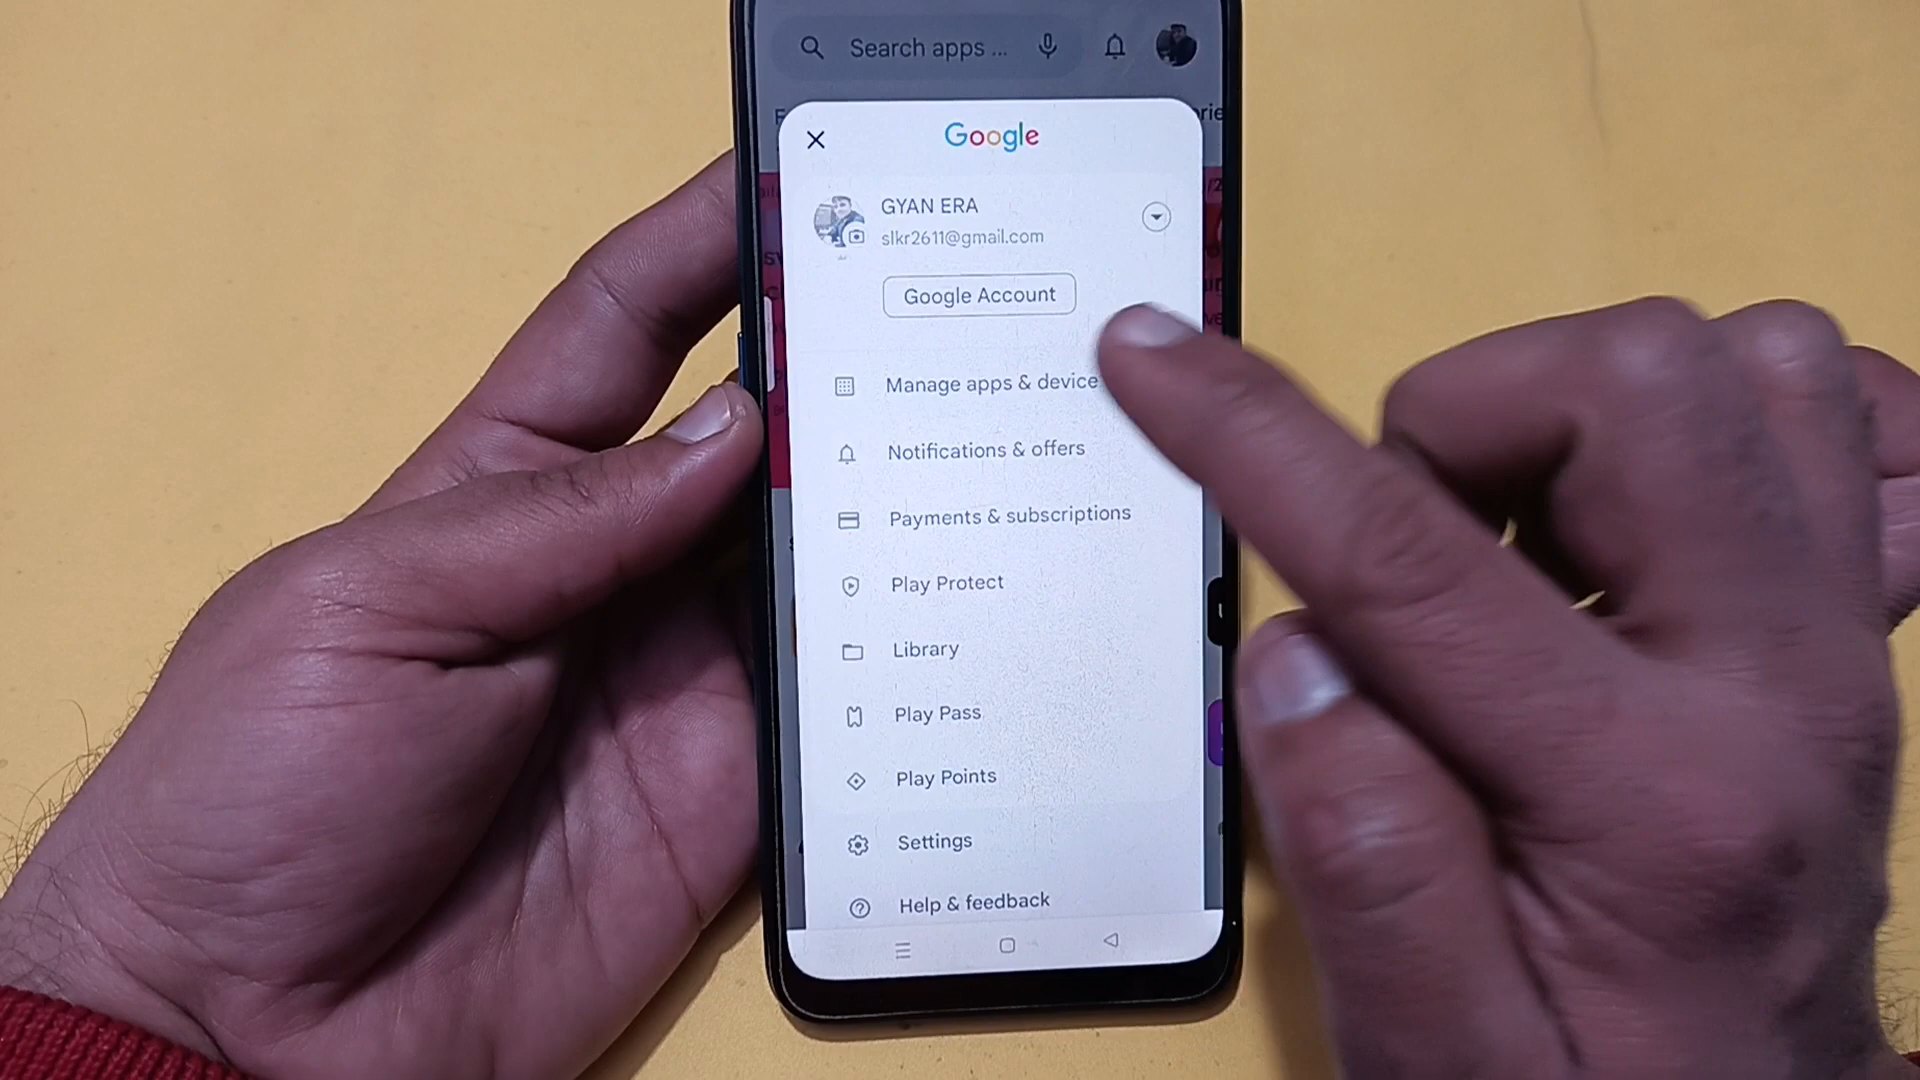 Search apps ...
Google
GYAN ERA
slkr2611@gmail.com
Google Account
Manage apps & device
Notifications & offers
Payments & subscriptions
Play Protect
Library
Play Pass
Play Points
Settings
Help & feedback